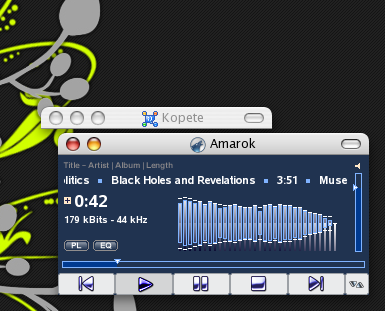 Kopete
Amarok
Title - Artist | Album | Length
litics ▪ Black Holes and Revelations ▪ 3:51 ▪ Muse
0:42
179 kBits - 44 kHz
PL EQ